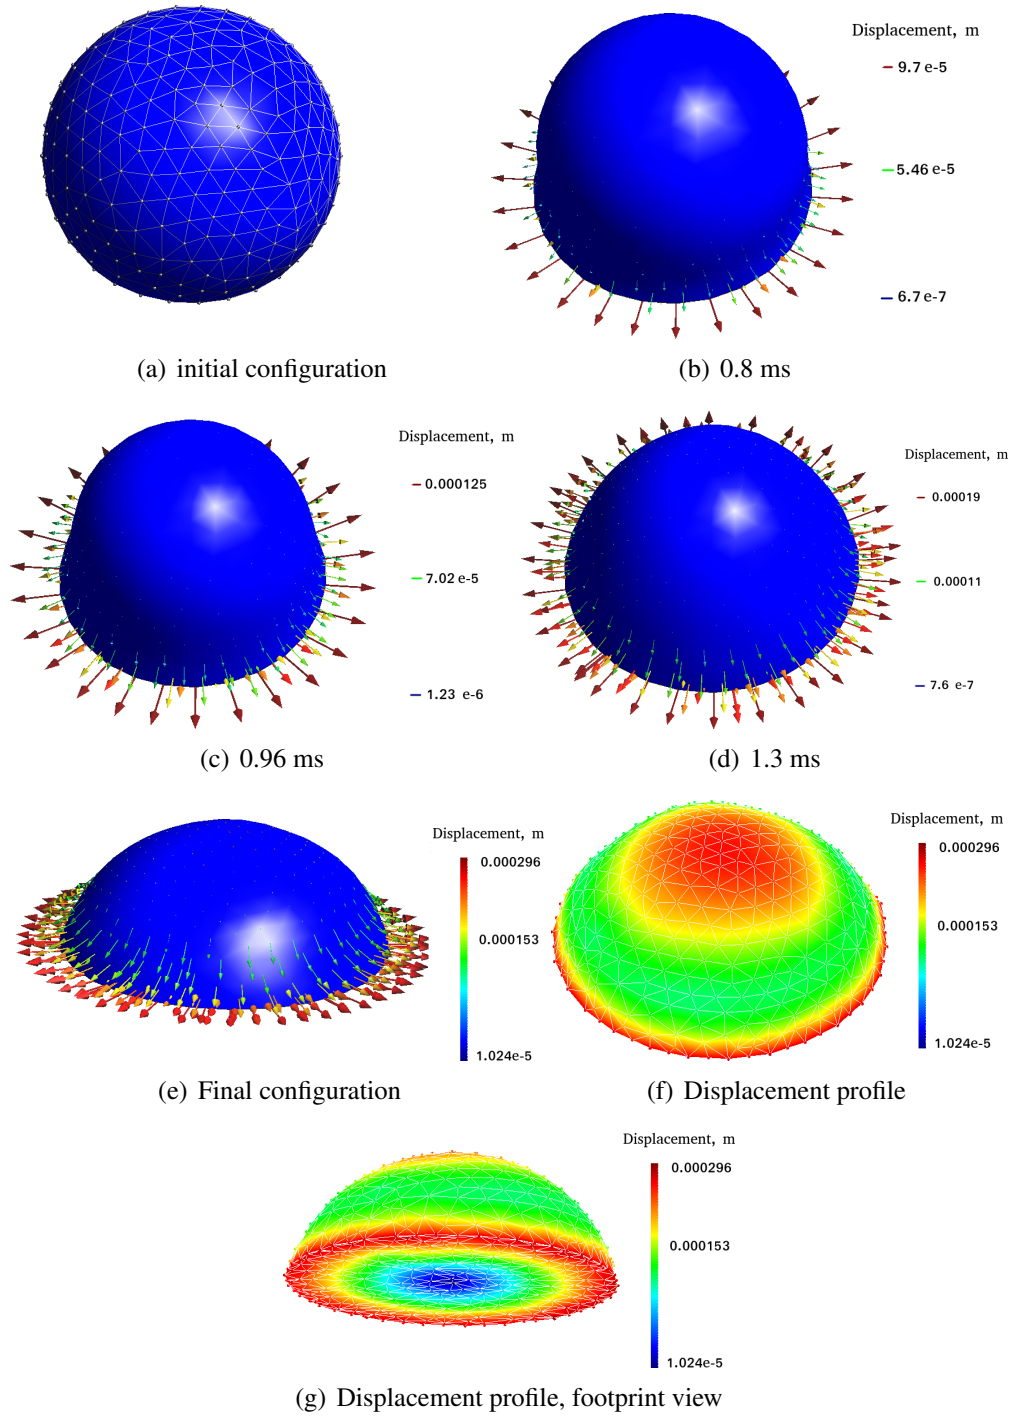 Displacement, m
9.7 e-5
5.46 e-5
6.7 e-7
(a) initial configuration
(b) 0.8 ms
Displacement, m
0.000125
7.02 e-5
1.23 e-6
Displacement, m
0.00019
0.00011
7.6 e-7
(c) 0.96 ms
(d) 1.3 ms
Displacement, m
0.000296
0.000153
1.024e-5
Displacement, m
0.000296
0.000153
1.024e-5
(e) Final configuration
(f) Displacement profile
Displacement, m
0.000296
0.000153
1.024e-5
(g) Displacement profile, footprint view